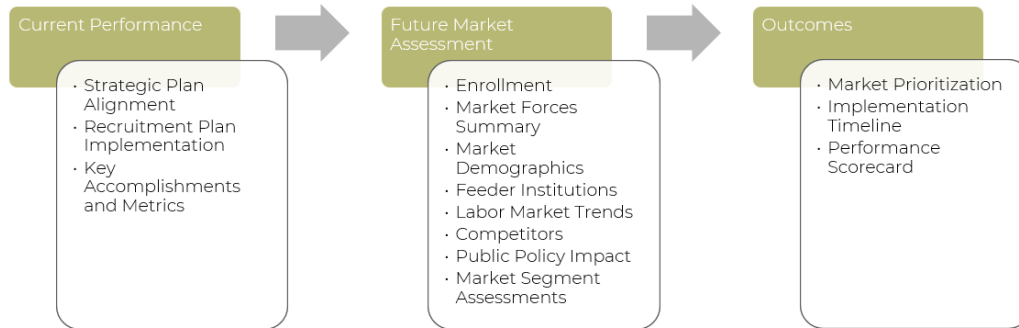 Current Performance
· Strategic Plan
Alignment
· Recruitment Plan
Implementation
· Key
Accomplishments
and Metrics
Future Market
Assessment
· Enrollment
· Market Forces
Summary
· Market
Demographics
· Feeder Institutions
· Labor Market Trends
· Competitors
· Public Policy Impact
· Market Segment
Assessments
Outcomes
· Market Prioritization
· Implementation
Timeline
· Performance
Scorecard